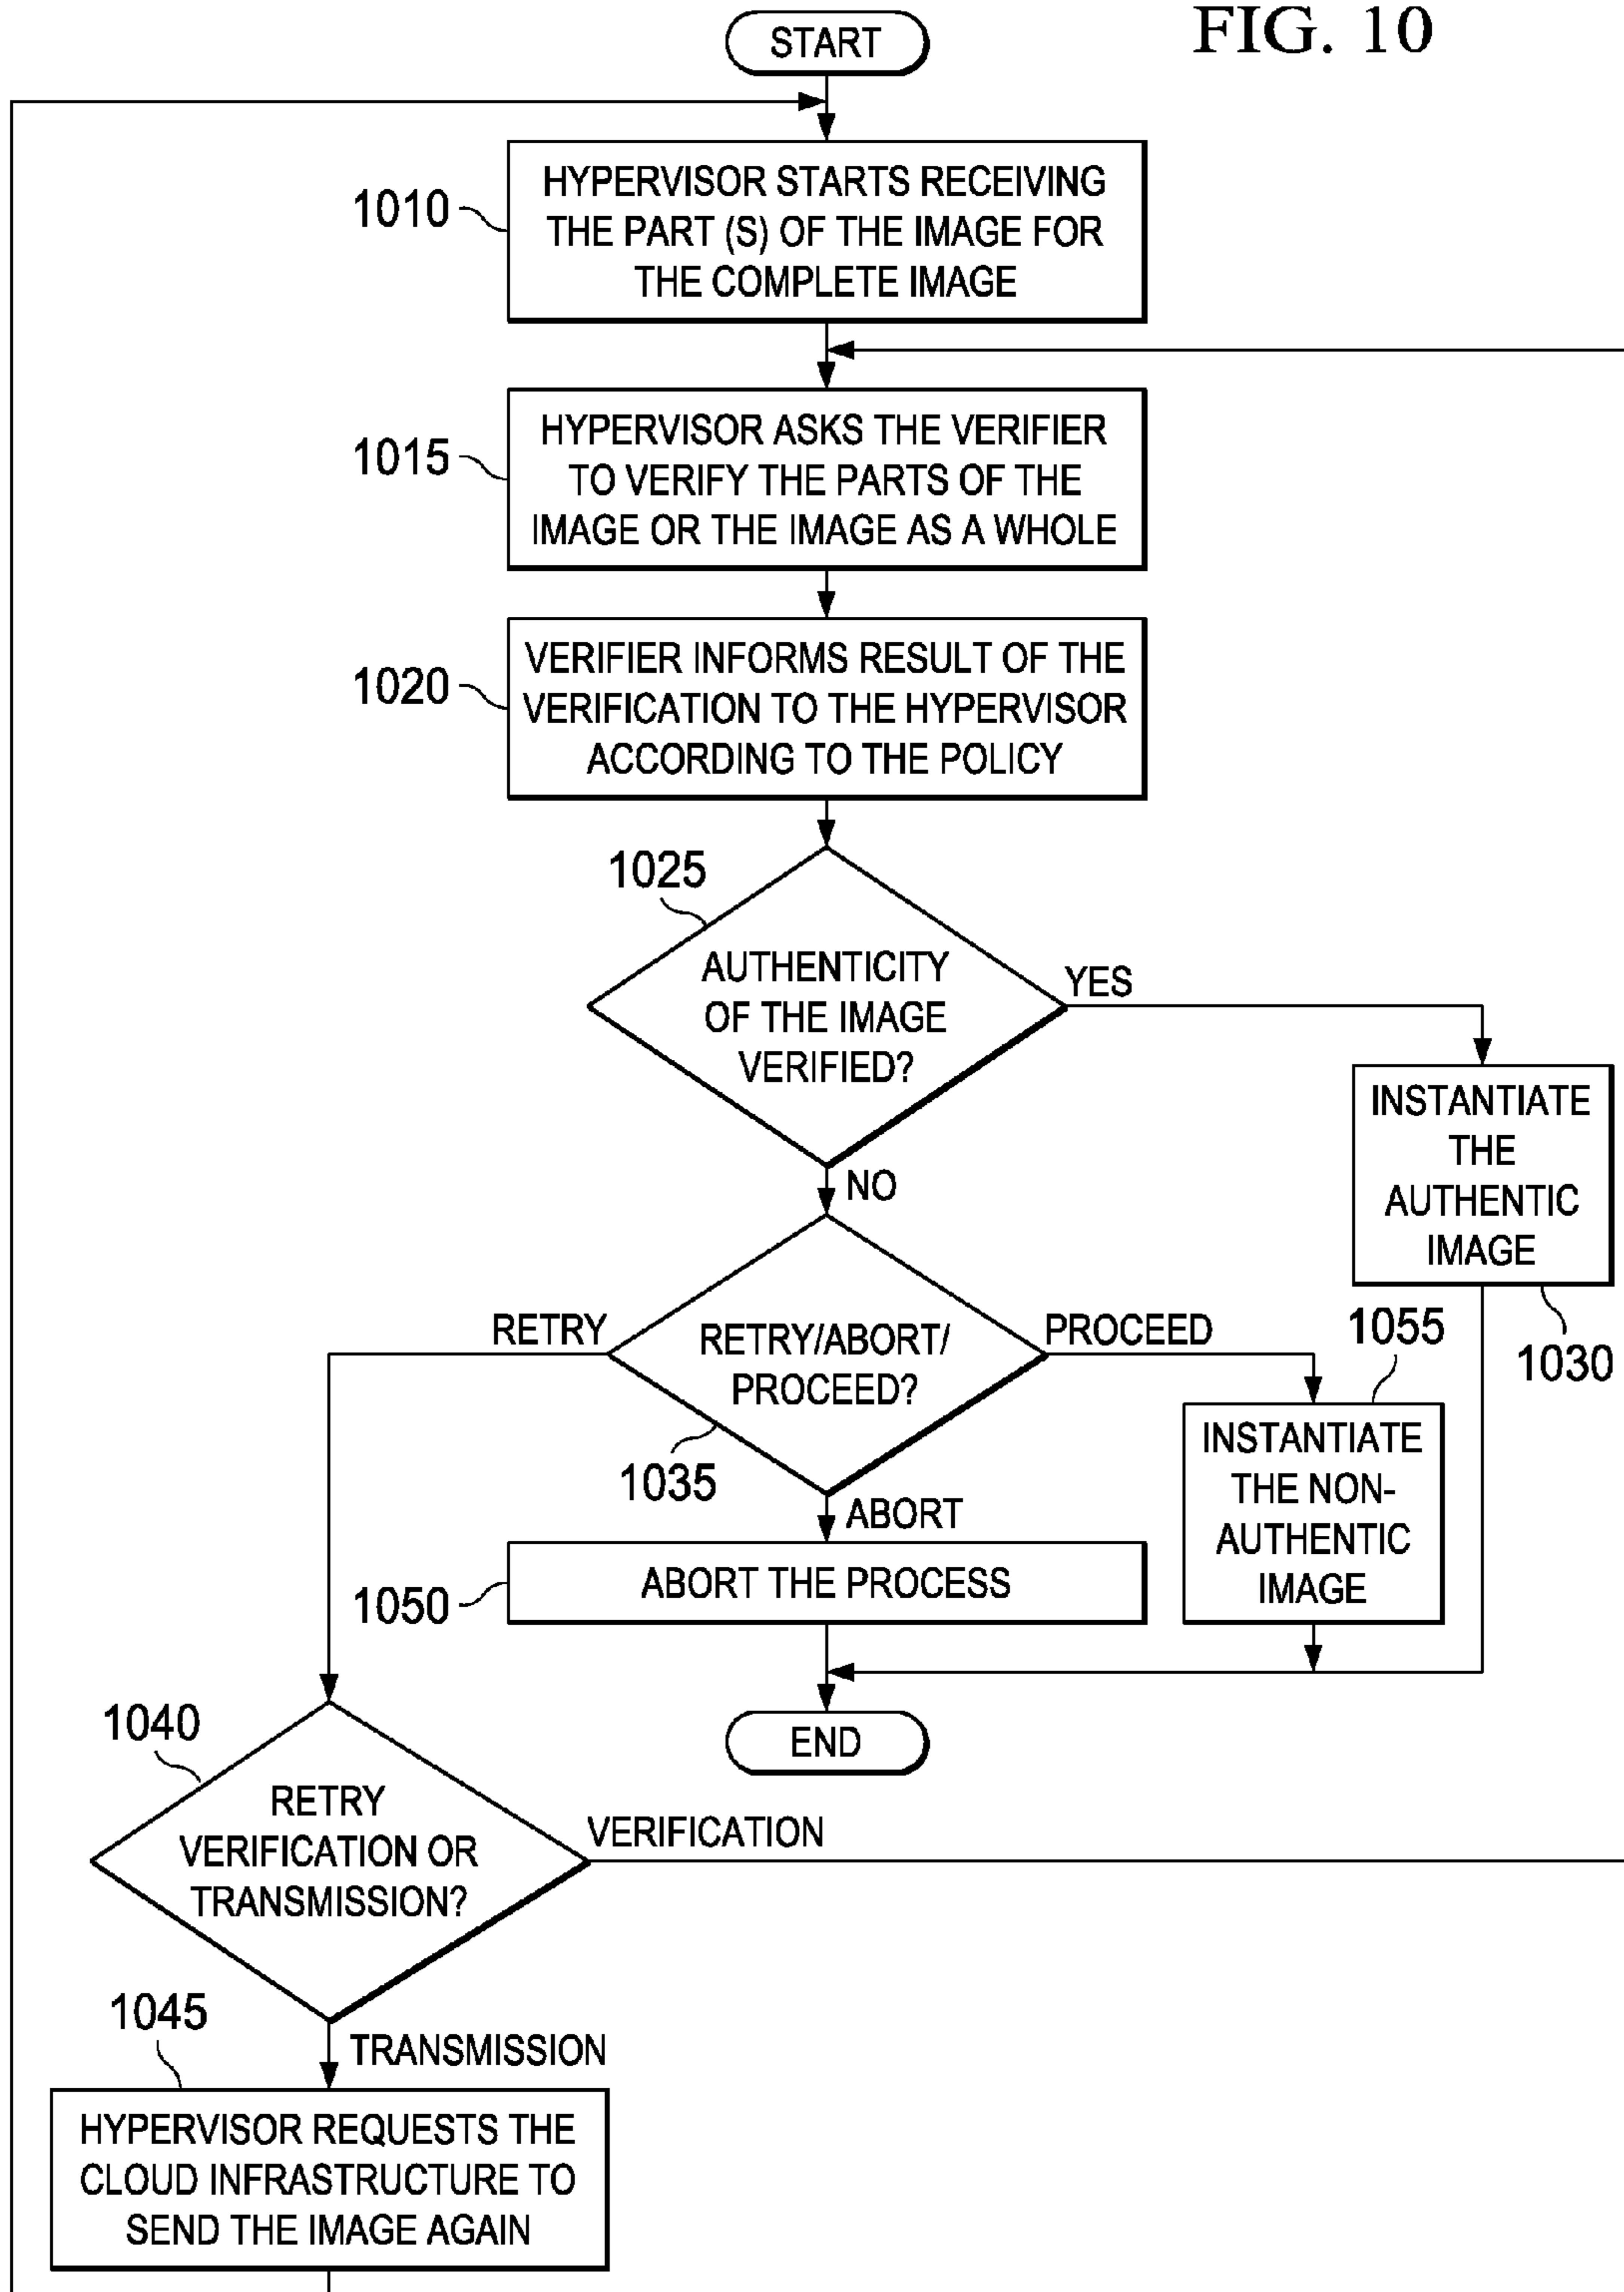 FIG. 10
START
1010
HYPERVISOR STARTS RECEIVING
THE PART (S) OF THE IMAGE FOR
THE COMPLETE IMAGE
1015
HYPERVISOR ASKS THE VERIFIER
TO VERIFY THE PARTS OF THE
IMAGE OR THE IMAGE AS A WHOLE
1020
VERIFIER INFORMS RESULT OF THE
VERIFICATION TO THE HYPERVISOR
ACCORDING TO THE POLICY
1025
AUTHENTICITY
OF THE IMAGE
VERIFIED?
YES
NO
INSTANTIATE
THE
AUTHENTIC
IMAGE
1030
RETRY
RETRY/ABORT/
PROCEED?
PROCEED
1035
ABORT
1055
INSTANTIATE
THE NON-
AUTHENTIC
IMAGE
1050
ABORT THE PROCESS
END
1040
RETRY
VERIFICATION OR
TRANSMISSION?
VERIFICATION
TRANSMISSION
1045
HYPERVISOR REQUESTS THE
CLOUD INFRASTRUCTURE TO
SEND THE IMAGE AGAIN